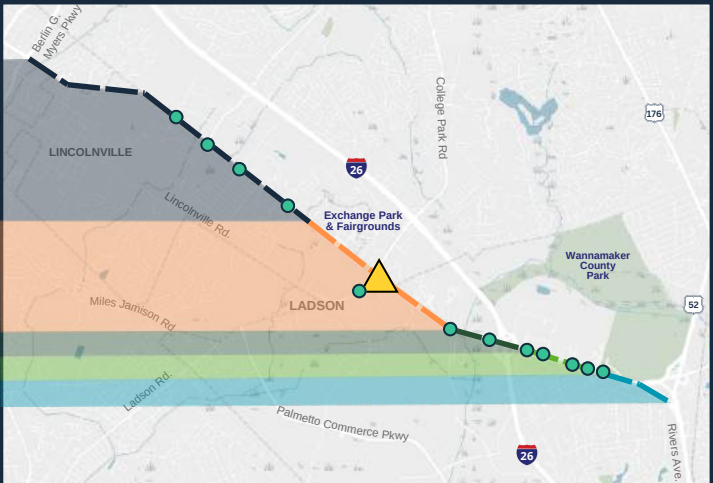 Berlin G.
Myers Pkwy
College Park Rd
176
LINCOLNVILLE
26
Lincolnville Rd.
Exchange Park
& Fairgrounds
Wannamaker
County
Park
Miles Jamison Rd
LADSON
52
Ladson Rd.
Palmetto Commerce Pkwy
26
Rivers Ave.